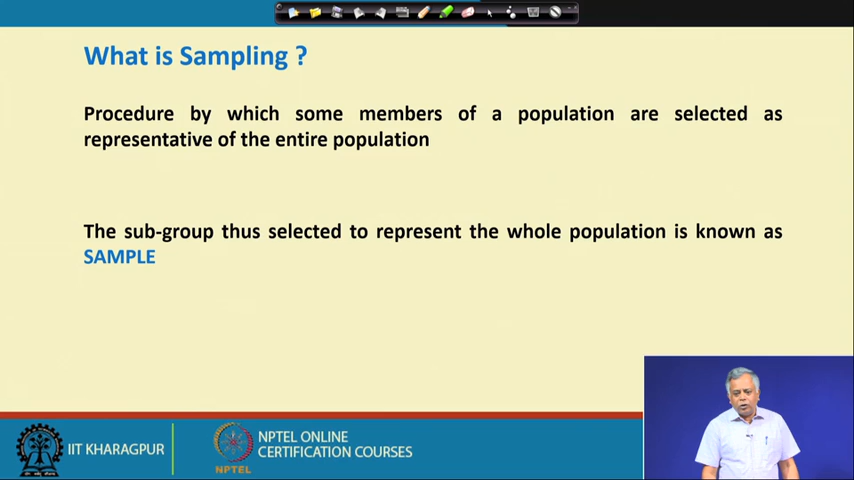 What is Sampling ?
Procedure by which some members of a population are selected as
representative of the entire population
The sub-group thus selected to represent the whole population is known as
SAMPLE
IIT KHARAGPUR
NPTEL
NPTEL ONLINE
CERTIFICATION COURSES